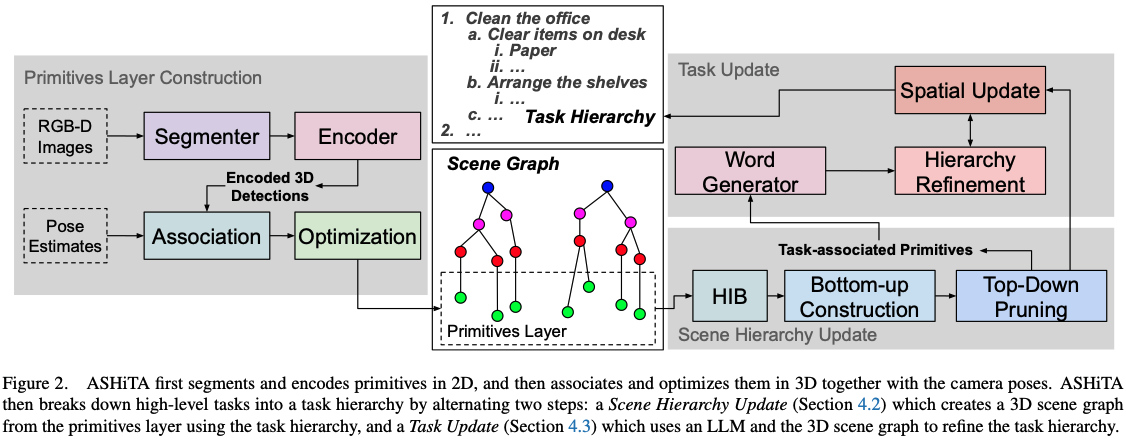 1. Clean the office
a. Clear items on desk
i. Paper
ii. ...
b. Arrange the shelves
i. ...
c. ... Task Hierarchy
2. ...
Primitives Layer Construction
RGB-D
Images
Segmenter
Encoder
Encoded 3D
Detections
Pose
Estimates
Association
Optimization
Scene Graph
Primitives Layer
Task Update
Spatial Update
Word
Generator
Hierarchy
Refinement
Task-associated Primitives
HIB
Bottom-up
Construction
Top-Down
Pruning
Scene Hierarchy Update
Figure 2. ASHiTA first segments and encodes primitives in 2D, and then associates and optimizes them in 3D together with the camera poses. ASHiTA
then breaks down high-level tasks into a task hierarchy by alternating two steps: a Scene Hierarchy Update (Section 4.2) which creates a 3D scene graph
from the primitives layer using the task hierarchy, and a Task Update (Section 4.3) which uses an LLM and the 3D scene graph to refine the task hierarchy.